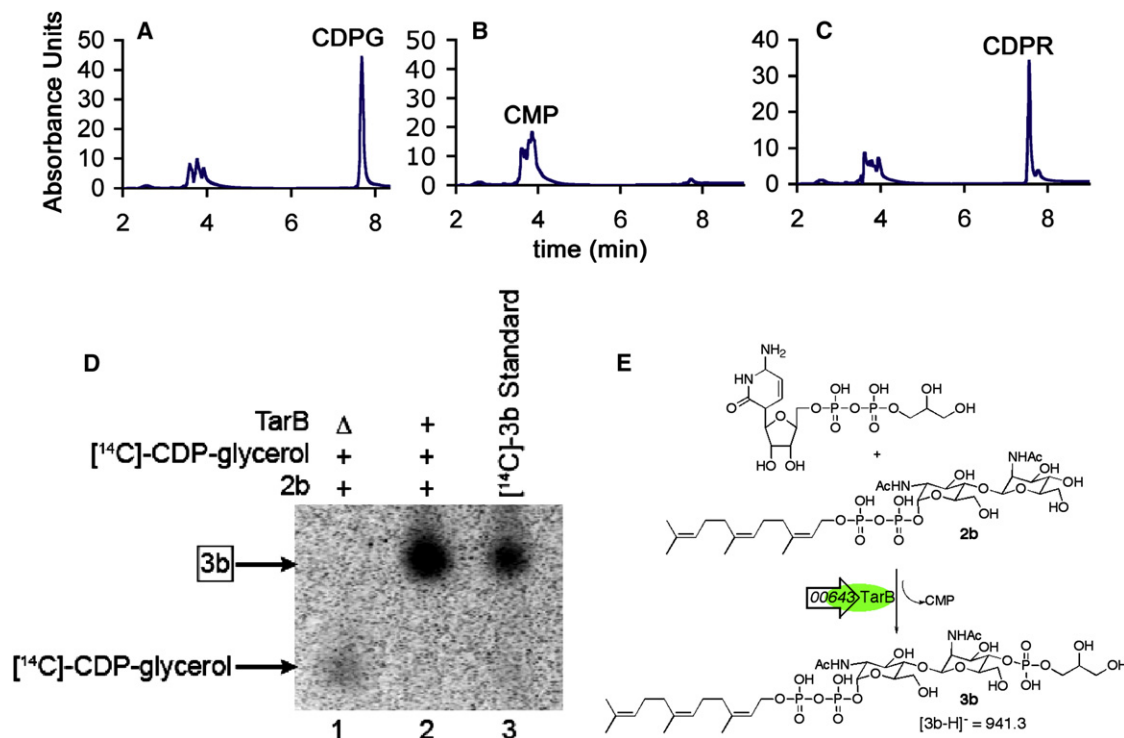 A
B
C
Absorbance Units
50
40
30
20
10
0
CDPG
2
4
6
8
50
40
30
20
10
0
CMP
2
4
6
8
40
30
20
10
0
CDPR
2
4
6
8
time (min)
D
TarB Δ +
[¹⁴C]-CDP-glycerol + +
2b + +
[¹⁴C]-3b Standard
3b
[¹⁴C]-CDP-glycerol
1 2 3
E
NH₂
HN
O
OH OH
O P O P O
O O
OH
OH
O
OH OH
+
NHAc
HO OH
AcHN O O
OH OH O OH
O P O P O HO
O O
2b
00643 TarB
CMP
NHAc
OH HO O
AcHN O O O P O OH
OH OH O OH OH
O P O P O HO
O O
3b
[3b-H]⁻ = 941.3